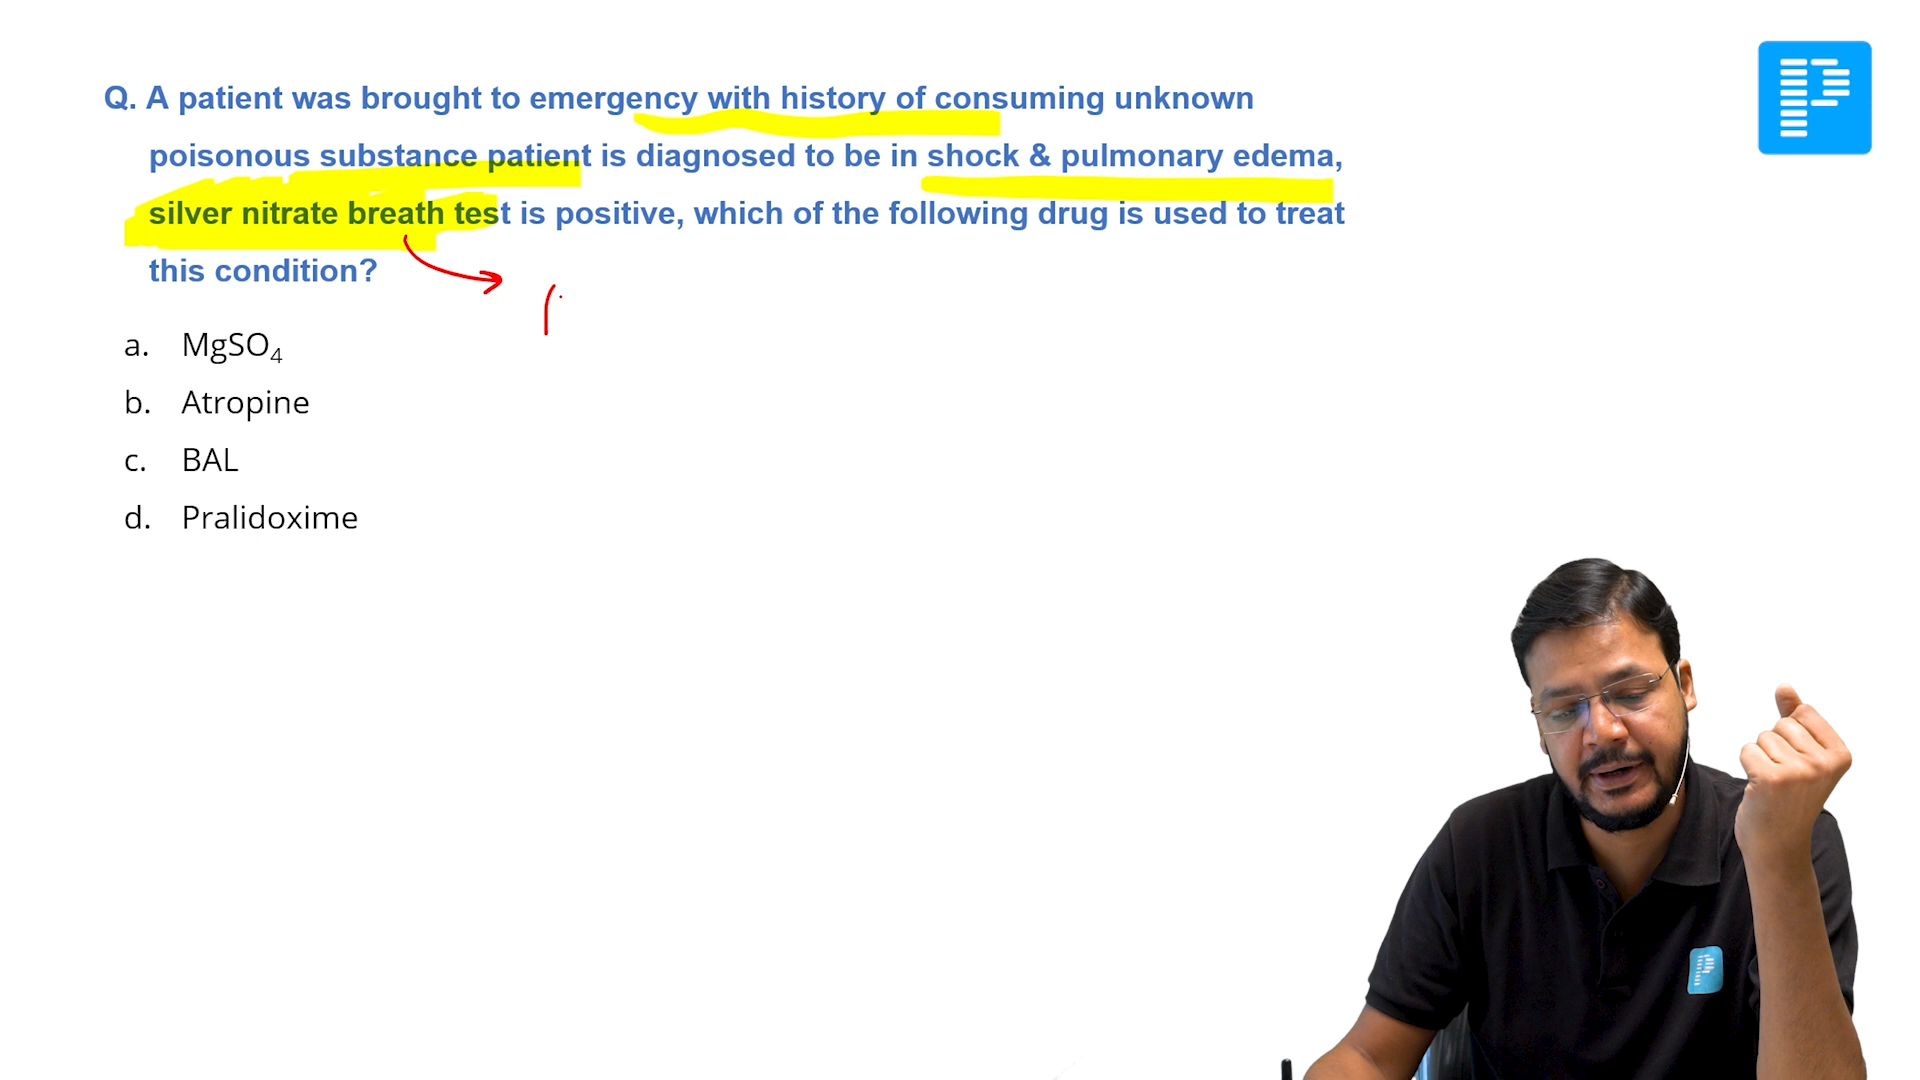 Q. A patient was brought to emergency with history of consuming unknown
poisonous substance patient is diagnosed to be in shock & pulmonary edema,
silver nitrate breath test is positive, which of the following drug is used to treat
this condition?
a. MgSO₄
b. Atropine
c. BAL
d. Pralidoxime